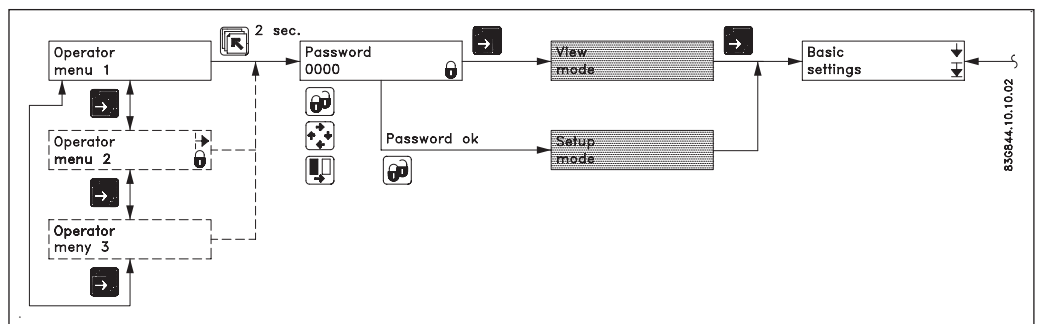 2 sec.
Operator
menu 1
Password
0000
View
mode
Basic
settings
Operator
menu 2
Password ok
Setup
mode
Operator
meny 3
83G844.10.10.02